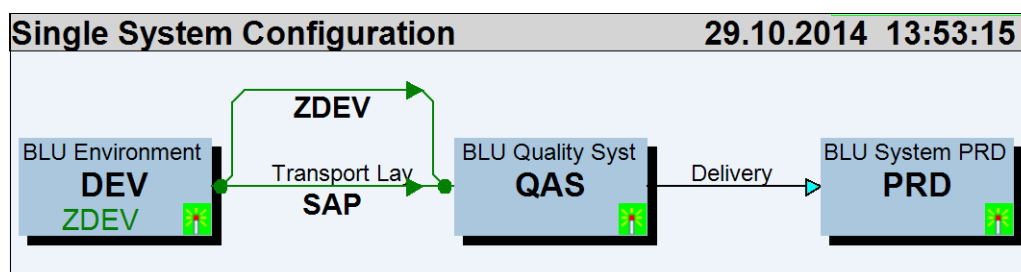 Single System Configuration 29.10.2014 13:53:15
ZDEV
BLU Environment
DEV
ZDEV
Transport Lay
SAP
BLU Quality Syst
QAS
Delivery
BLU System PRD
PRD